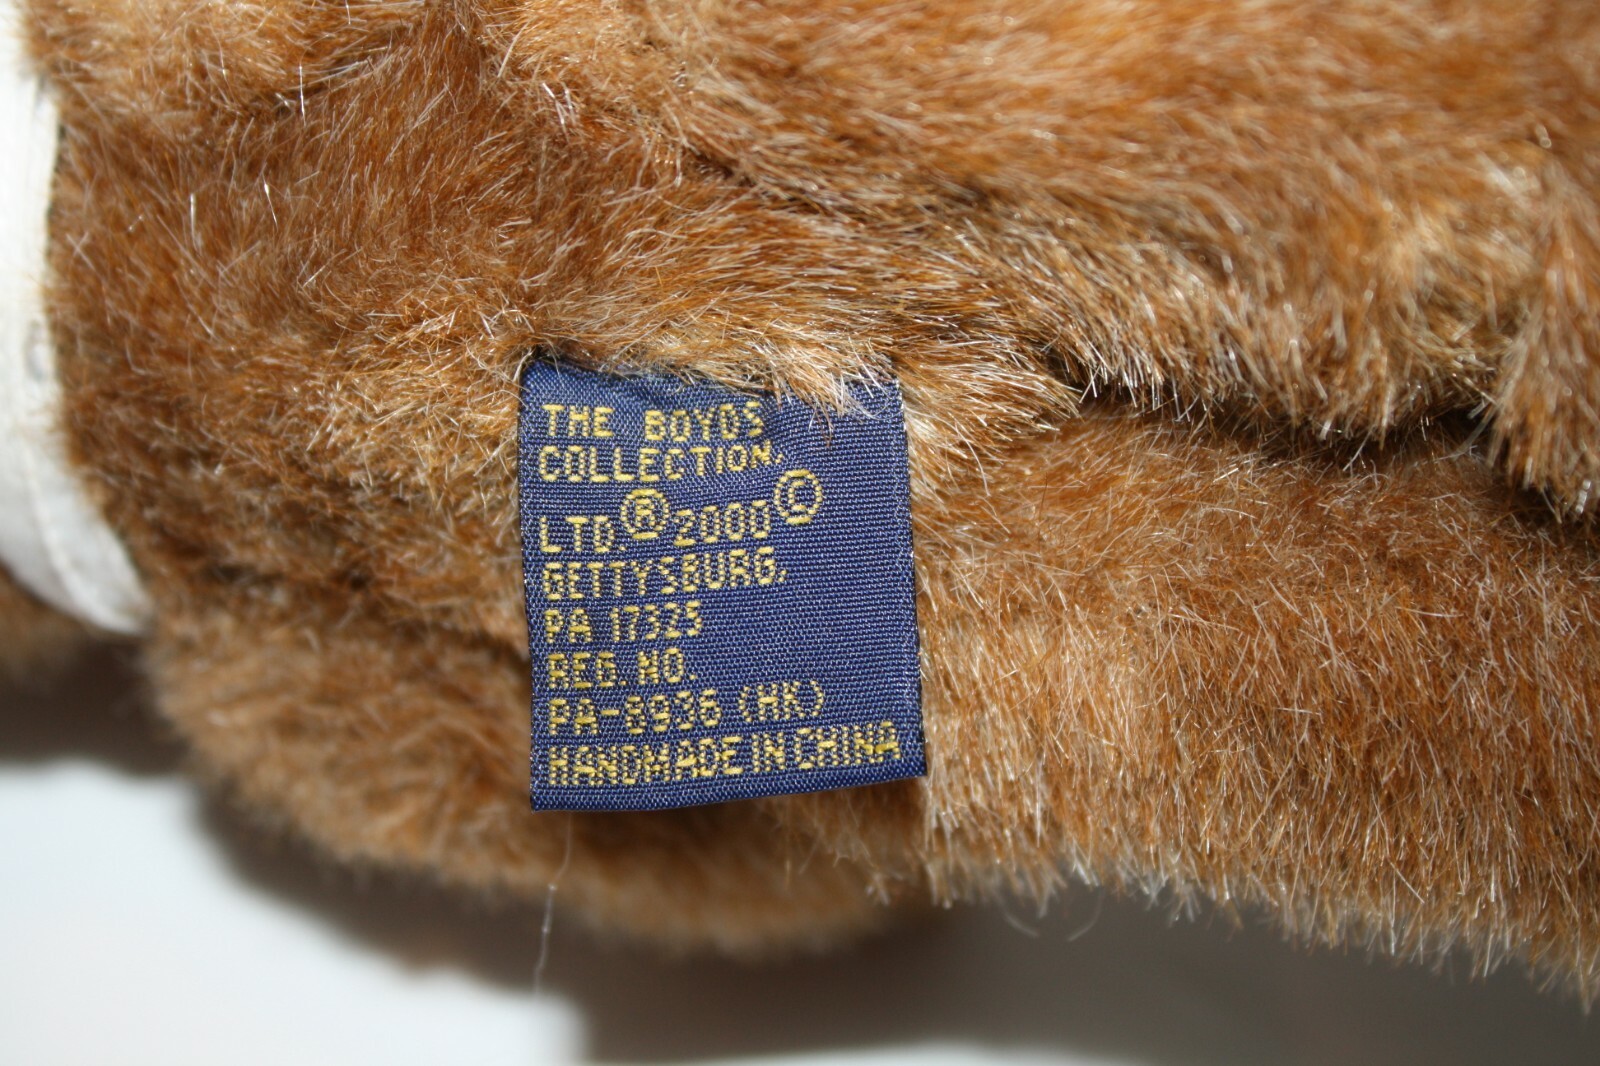 THE BOYDS
COLLECTION,
LTD.® 2000©
GETTYSBURG,
PA 17325
REG. NO.
PA-8936 (HK)
HANDMADE IN CHINA